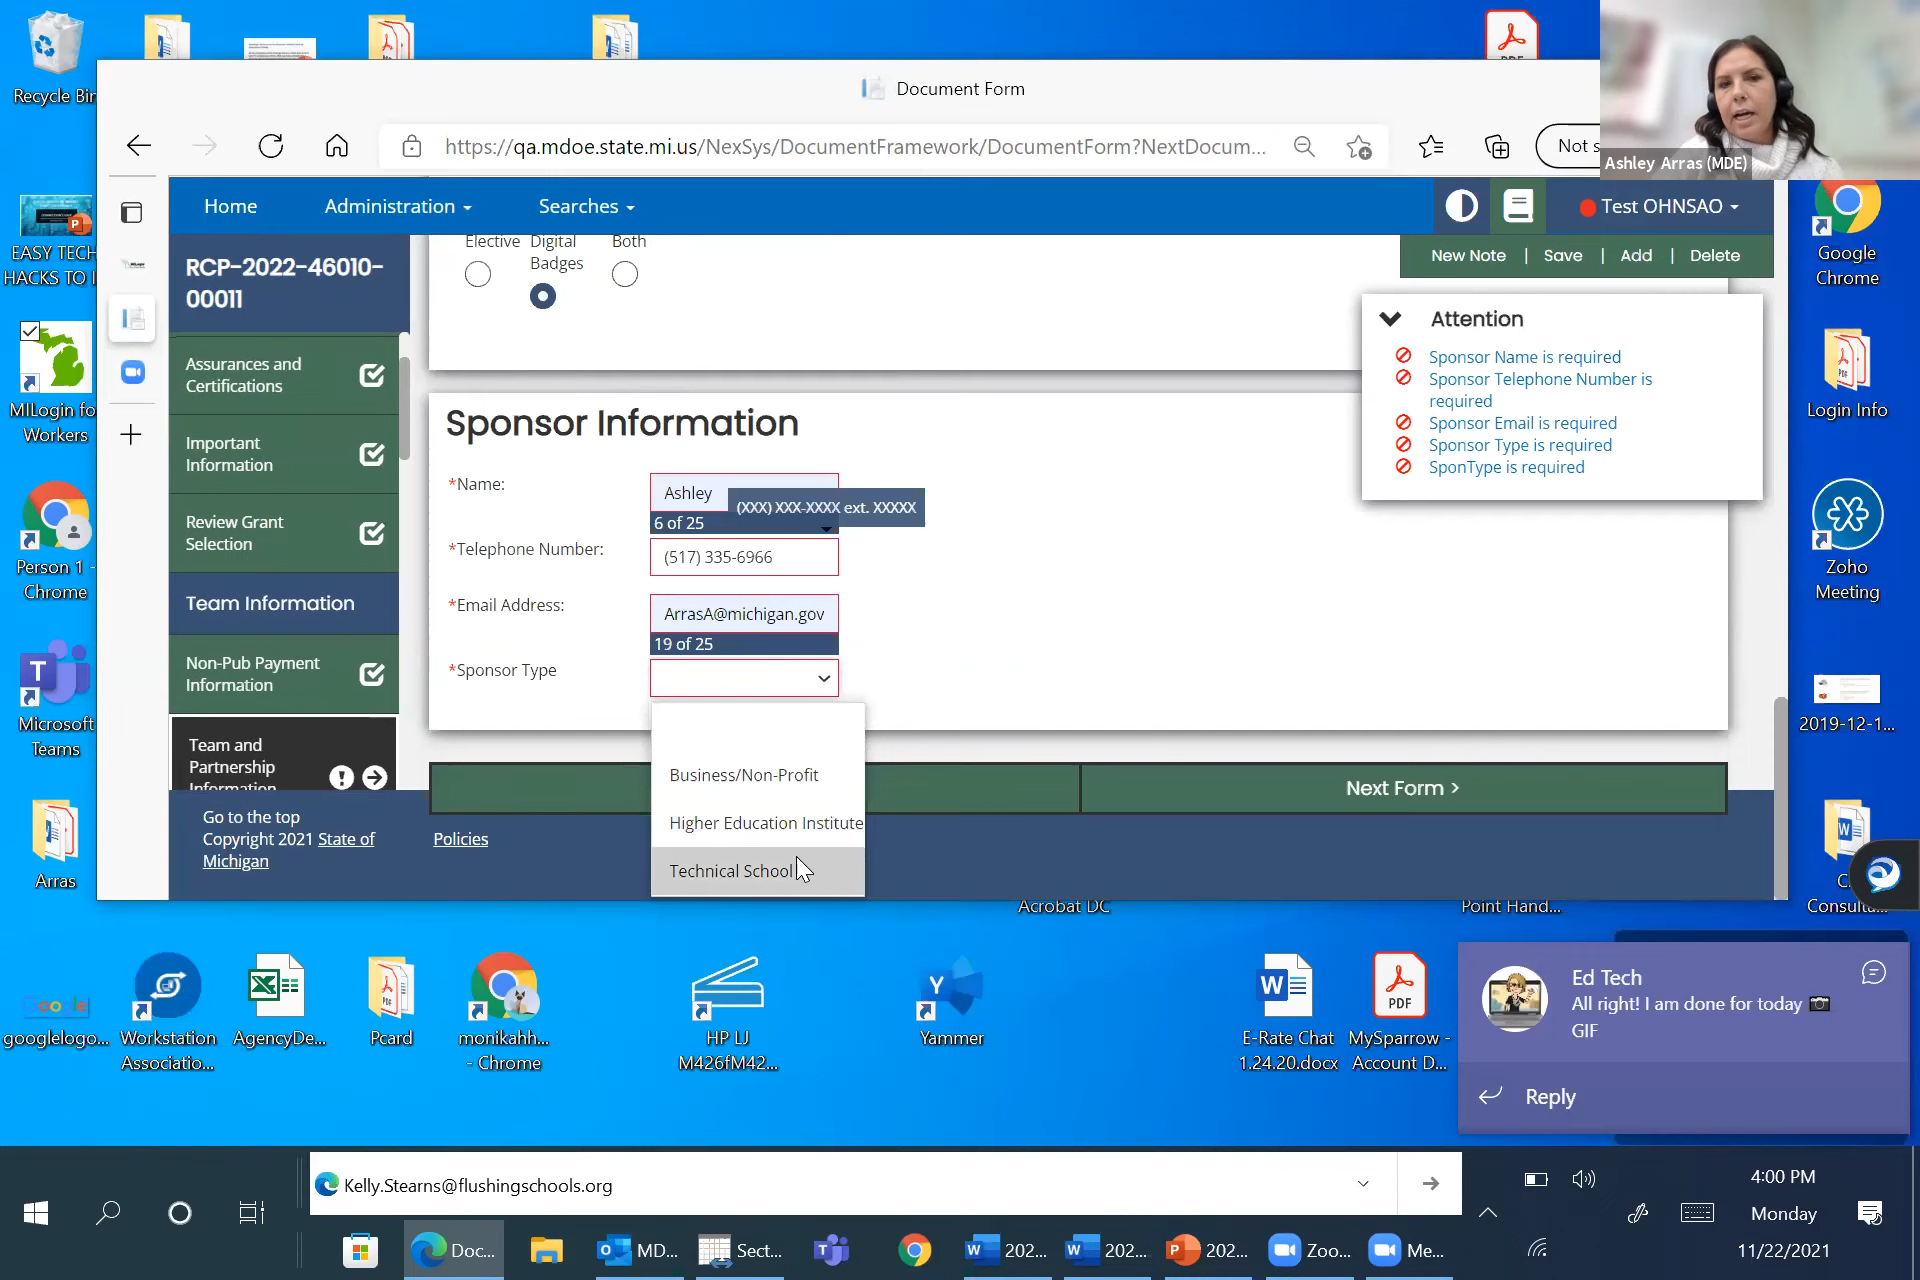 Recycle Bin
Document Form
https://qa.mdoe.state.mi.us/NexSys/DocumentFramework/DocumentForm?NextDocum...
Not s
Ashley Arras (MDE)
Home
Administration
Searches
Test OHNSAO
New Note | Save | Add | Delete
RCP-2022-46010-
00011
Assurances and
Certifications
Important
Information
Review Grant
Selection
Team Information
Non-Pub Payment
Information
Team and
Partnership
Information
Go to the top
Copyright 2021 State of
Michigan
Policies
Elective
Digital
Badges
Both
Attention
Sponsor Name is required
Sponsor Telephone Number is
required
Sponsor Email is required
Sponsor Type is required
SponType is required
Sponsor Information
*Name:
Ashley
(XXX) XXX-XXXX ext. XXXXX
6 of 25
*Telephone Number:
(517) 335-6966
*Email Address:
ArrasA@michigan.gov
19 of 25
*Sponsor Type
Business/Non-Profit
Higher Education Institute
Technical School
Next Form >
EASY TECH
HACKS TO I
MILogin fo
Workers
Person 1 -
Chrome
Microsoft
Teams
Arras
Google
Chrome
Login Info
Zoho
Meeting
2019-12-1...
C...
Consulta...
Acrobat DC
Point Hand...
googlelogo...
Workstation
Associatio...
AgencyDe...
Pcard
monikahh...
- Chrome
HP LJ
M426fM42...
Yammer
E-Rate Chat
1.24.20.docx
PDF
MySparrow -
Account D...
Ed Tech
All right! I am done for today
GIF
Reply
Kelly.Stearns@flushingschools.org
4:00 PM
Monday
11/22/2021
Doc...
MD...
Sect...
202...
202...
202...
Zoo...
Me...